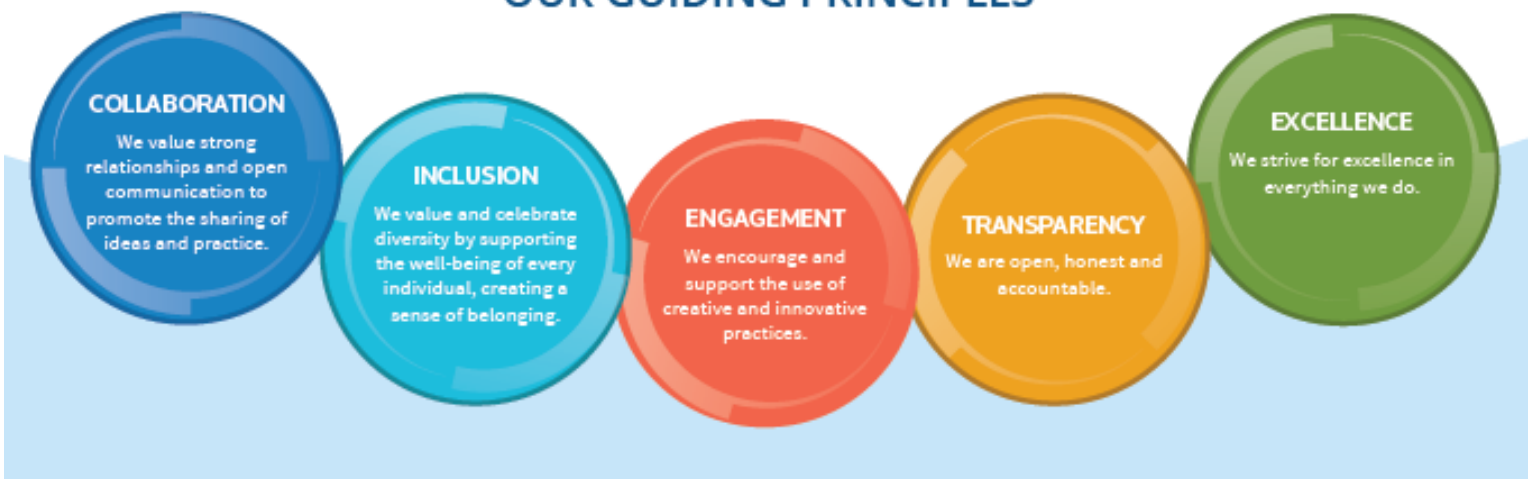 OUR GUIDING PRINCIPLES
COLLABORATION
We value strong
relationships and open
communication to
promote the sharing of
ideas and practice.
INCLUSION
We value and celebrate
diversity by supporting
the well-being of every
individual, creating a
sense of belonging.
ENGAGEMENT
We encourage and
support the use of
creative and innovative
practices.
TRANSPARENCY
We are open, honest and
accountable.
EXCELLENCE
We strive for excellence in
everything we do.